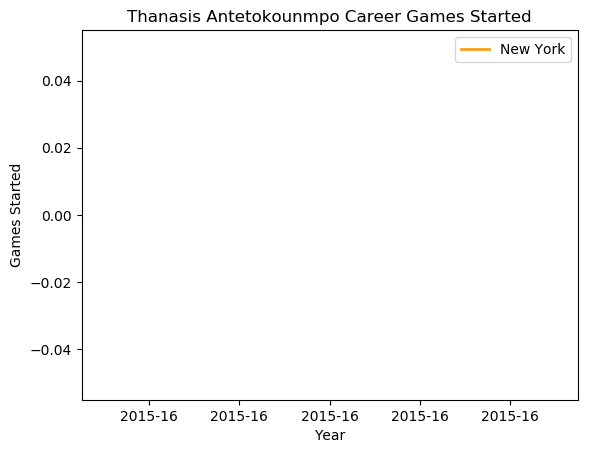 Thanasis Antetokounmpo Career Games Started
New York
0.04
0.02
0.00
−0.02
−0.04
Games Started
2015-16 2015-16 2015-16 2015-16 2015-16
Year